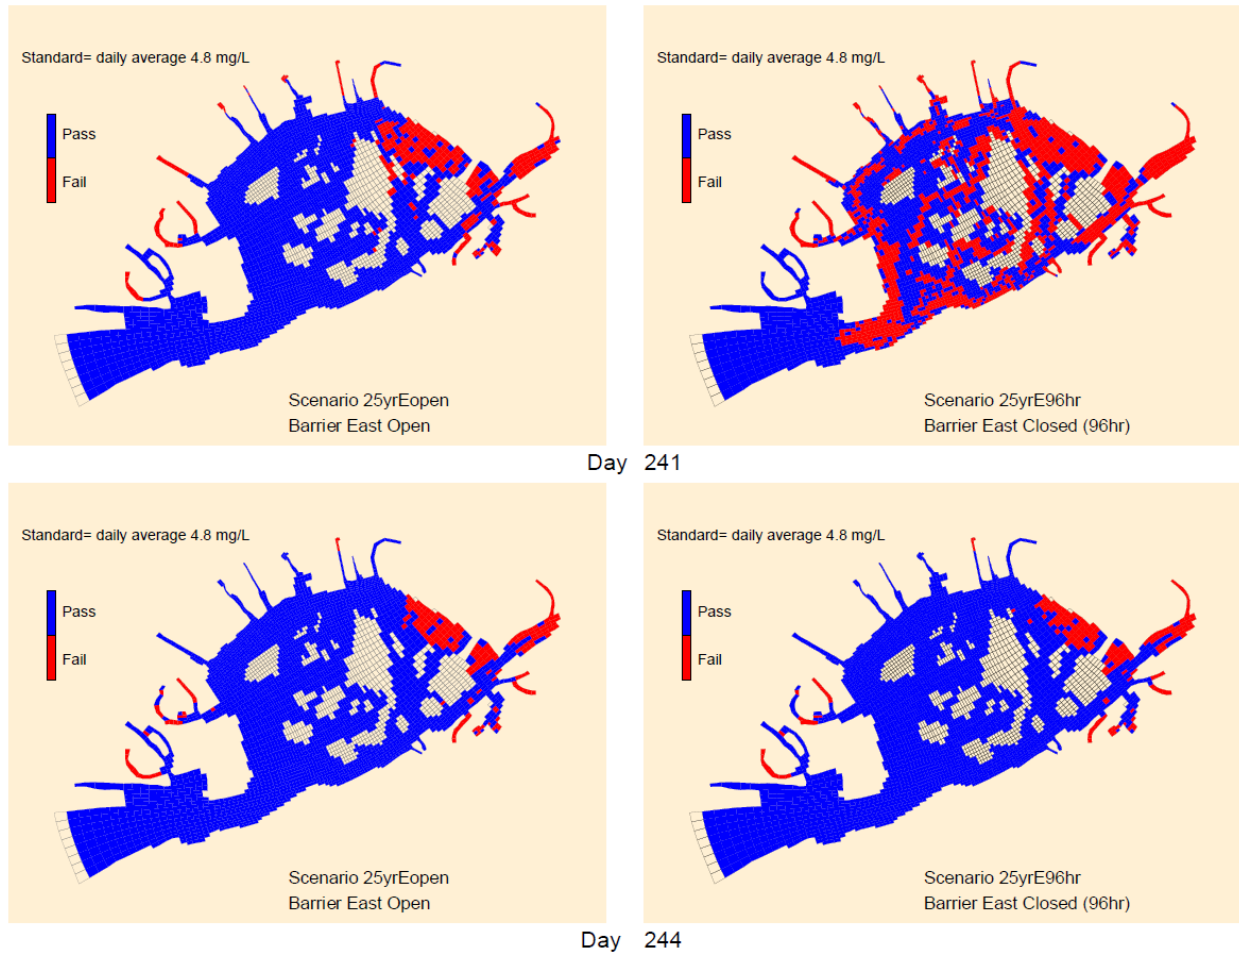 Standard= daily average 4.8 mg/L
Pass
Fail
Scenario 25yrEopen
Barrier East Open
Standard= daily average 4.8 mg/L
Pass
Fail
Scenario 25yrE96hr
Barrier East Closed (96hr)
Day 241
Standard= daily average 4.8 mg/L
Pass
Fail
Scenario 25yrEopen
Barrier East Open
Standard= daily average 4.8 mg/L
Pass
Fail
Scenario 25yrE96hr
Barrier East Closed (96hr)
Day 244